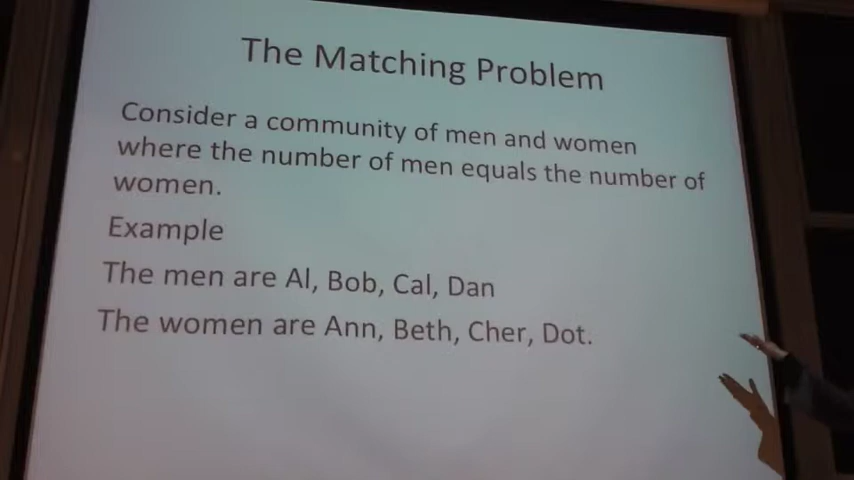 The Matching Problem
Consider a community of men and women
where the number of men equals the number of
women.
Example
The men are Al, Bob, Cal, Dan
The women are Ann, Beth, Cher, Dot.